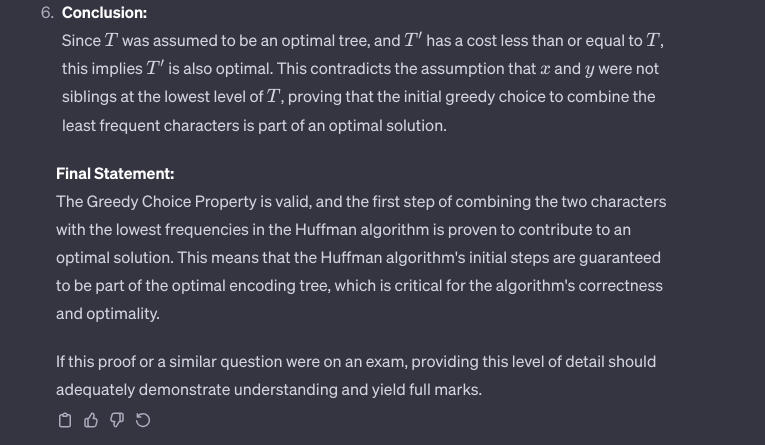 6. Conclusion:
Since T was assumed to be an optimal tree, and T′ has a cost less than or equal to T,
this implies T′ is also optimal. This contradicts the assumption that x and y were not
siblings at the lowest level of T, proving that the initial greedy choice to combine the
least frequent characters is part of an optimal solution.
Final Statement:
The Greedy Choice Property is valid, and the first step of combining the two characters
with the lowest frequencies in the Huffman algorithm is proven to contribute to an
optimal solution. This means that the Huffman algorithm's initial steps are guaranteed
to be part of the optimal encoding tree, which is critical for the algorithm's correctness
and optimality.
If this proof or a similar question were on an exam, providing this level of detail should
adequately demonstrate understanding and yield full marks.